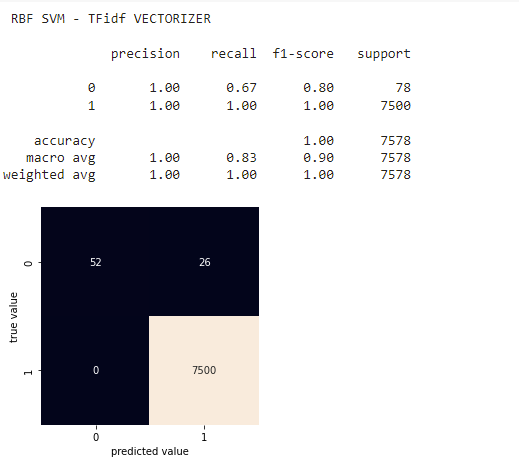 RBF SVM - TFidf VECTORIZER
precision recall f1-score support
0 1.00 0.67 0.80 78
1 1.00 1.00 1.00 7500
accuracy 1.00 7578
macro avg 1.00 0.83 0.90 7578
weighted avg 1.00 1.00 1.00 7578
52 26
0
true value
0 7500
1
0 1
predicted value